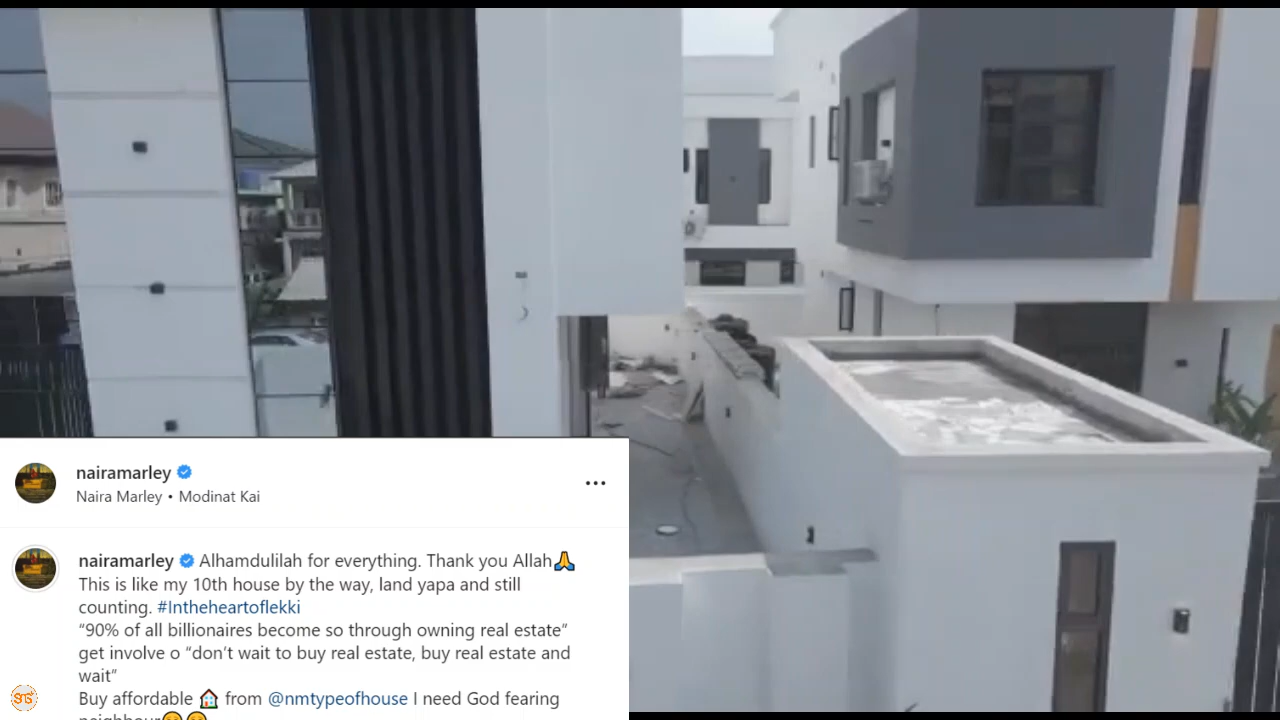 nairamarley
Naira Marley • Modinat Kai
nairamarley Alhamdulilah for everything. Thank you Allah🙏
This is like my 10th house by the way, land yapa and still
counting. #Intheheartoflekki
“90% of all billionaires become so through owning real estate”
get involve o “don’t wait to buy real estate, buy real estate and
wait”
Buy affordable 🏠 from @nmtypeofhouse I need God fearing
neighbour